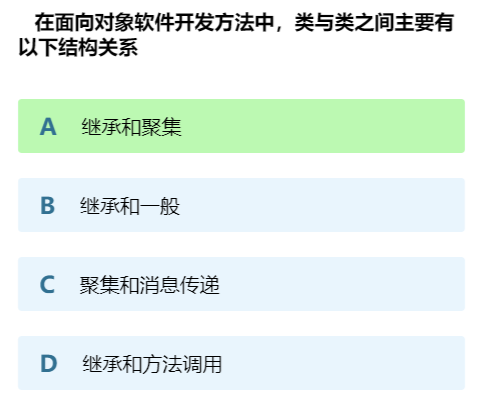 在面向对象软件开发方法中，类与类之间主要有
以下结构关系
A 继承和聚集
B 继承和一般
C 聚集和消息传递
D 继承和方法调用